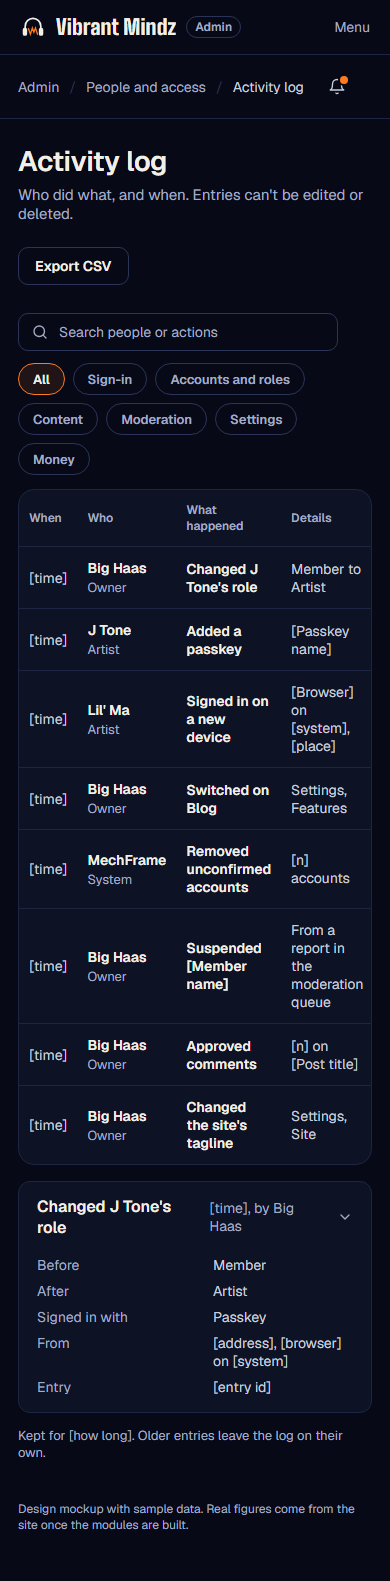 Vibrant Mindz Admin Menu
Admin / People and access / Activity log
Activity log
Who did what, and when. Entries can't be edited or
deleted.
Export CSV
Search people or actions
All Sign-in Accounts and roles
Content Moderation Settings
Money
When Who What happened Details
[time] Big Haas Owner Changed J Tone's role Member to Artist
[time] J Tone Artist Added a passkey [Passkey name]
[time] Lil' Ma Artist Signed in on a new device [Browser] on [system], [place]
[time] Big Haas Owner Switched on Blog Settings, Features
[time] MechFrame System Removed unconfirmed accounts [n] accounts
[time] Big Haas Owner Suspended [Member name] From a report in the moderation queue
[time] Big Haas Owner Approved comments [n] on [Post title]
[time] Big Haas Owner Changed the site's tagline Settings, Site
Changed J Tone's role [time], by Big Haas
Before Member
After Artist
Signed in with Passkey
From [address], [browser] on [system]
Entry [entry id]
Kept for [how long]. Older entries leave the log on their
own.
Design mockup with sample data. Real figures come from the
site once the modules are built.